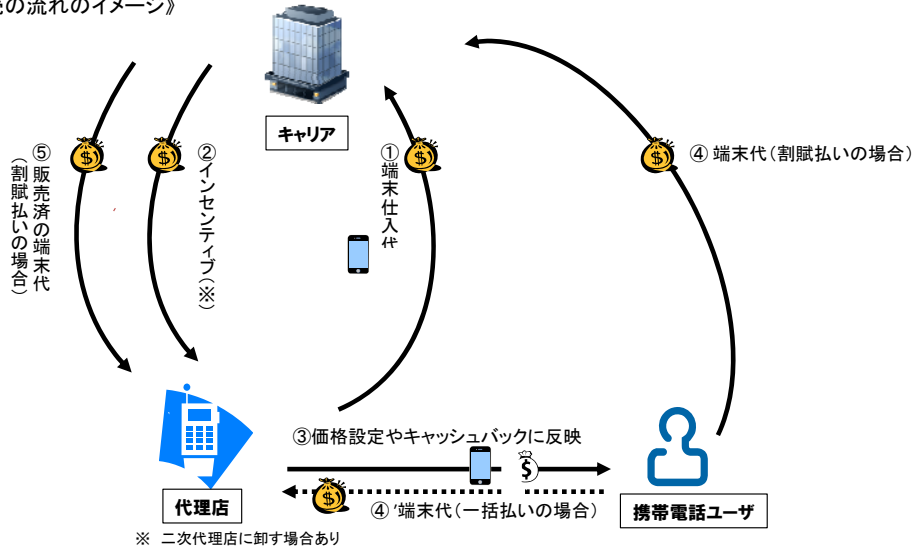 の流れのイメージ》
キャリア
⑤販売済の端末代
(割賦払いの場合)
②インセンティブ(※)
①端末仕入代
④ 端末代(割賦払いの場合)
③価格設定やキャッシュバックに反映
④ ’端末代(一括払いの場合)
代理店
携帯電話ユーザ
※ 二次代理店に卸す場合あり